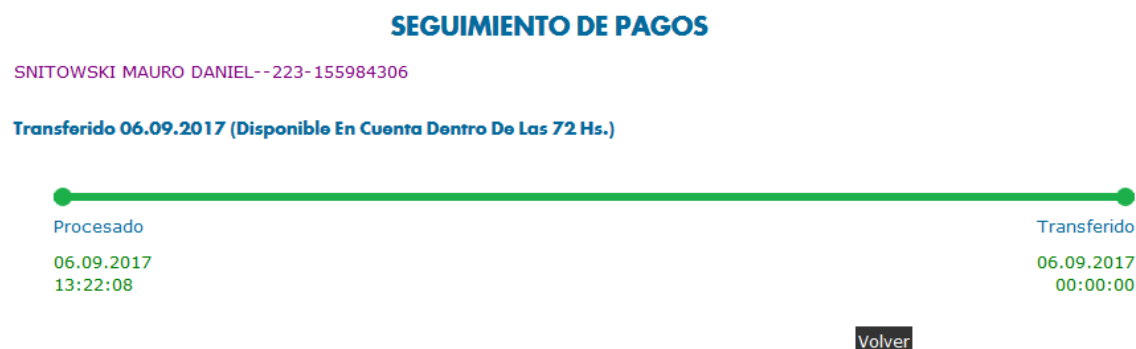 SEGUIMIENTO DE PAGOS
SNITOWSKI MAURO DANIEL--223-155984306
Transferido 06.09.2017 (Disponible En Cuenta Dentro De Las 72 Hs.)
Procesado
Transferido
06.09.2017
06.09.2017
13:22:08
00:00:00
Volver